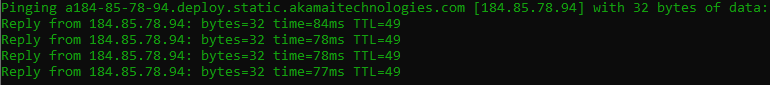 Pinging a184-85-78-94.deploy.static.akamaitechnologies.com [184.85.78.94] with 32 bytes of data:
Reply from 184.85.78.94: bytes=32 time=84ms TTL=49
Reply from 184.85.78.94: bytes=32 time=78ms TTL=49
Reply from 184.85.78.94: bytes=32 time=78ms TTL=49
Reply from 184.85.78.94: bytes=32 time=77ms TTL=49